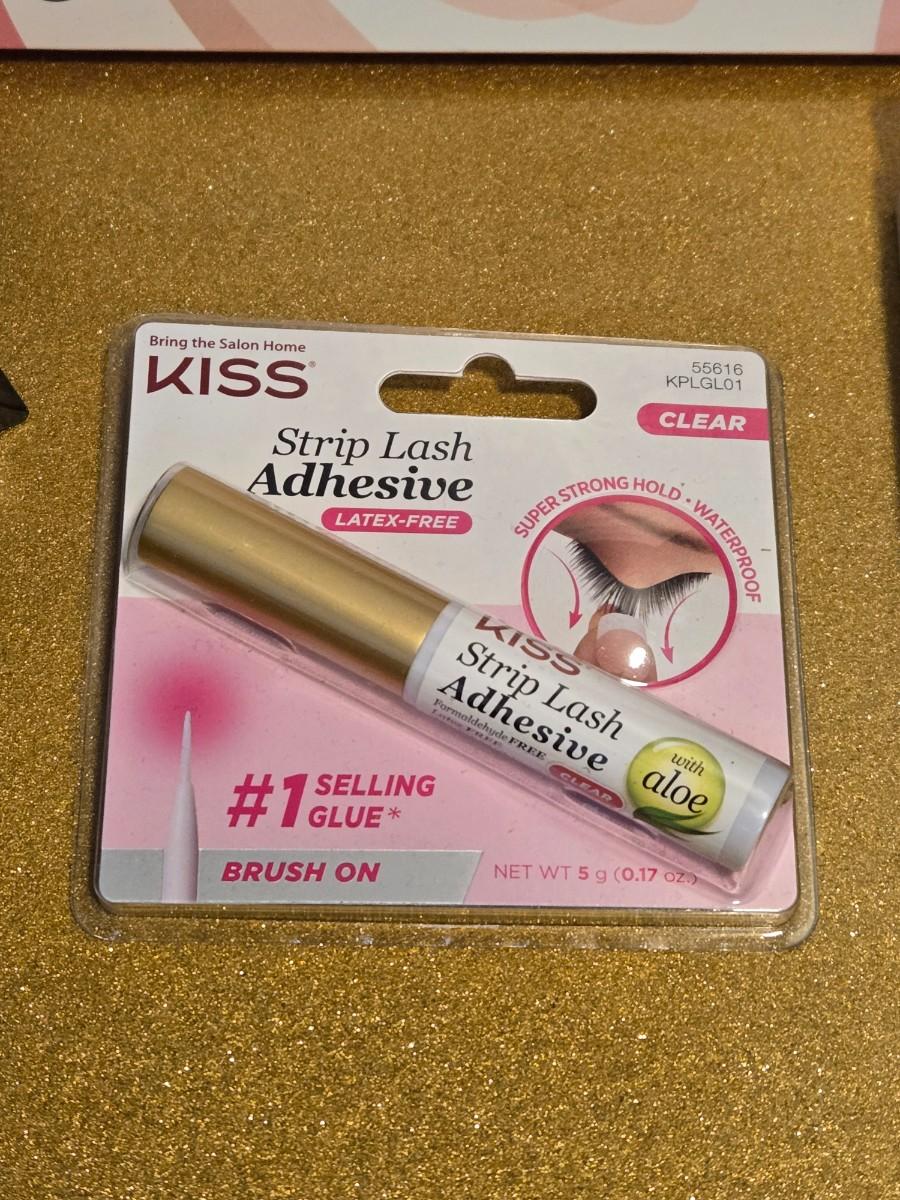 Bring the Salon Home
KISS®
55616
KPLGL01
CLEAR
Strip Lash
Adhesive
LATEX-FREE
SUPER STRONG HOLD • WATERPROOF
KISS
Strip Lash
Adhesive
Formaldehyde FREE
Latex FREE
CLEAR
with
aloe
#1 SELLING
GLUE*
BRUSH ON
NET WT 5 g (0.17 oz.)